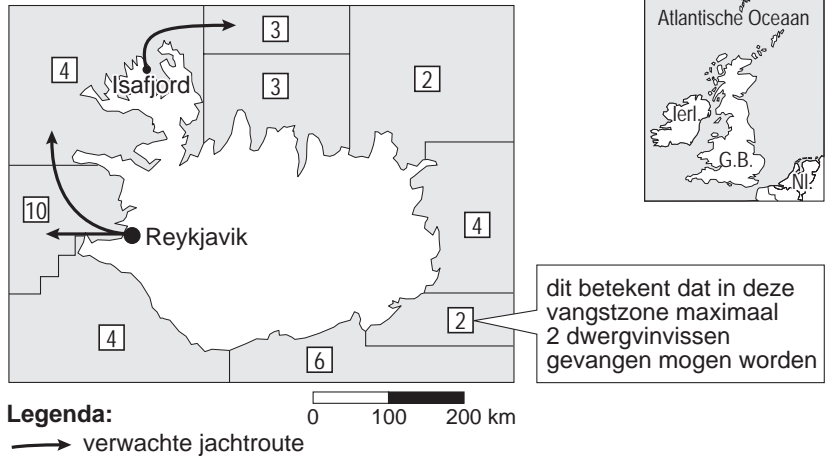 3
4
Isafjord
3
2
10
Reykjavik
4
4
2
6
Atlantische Oceaan
Ierl.
G.B.
Nl.
dit betekent dat in deze
vangstzone maximaal
2 dwergvinvissen
gevangen mogen worden
Legenda:
0 100 200 km
verwachte jachtroute